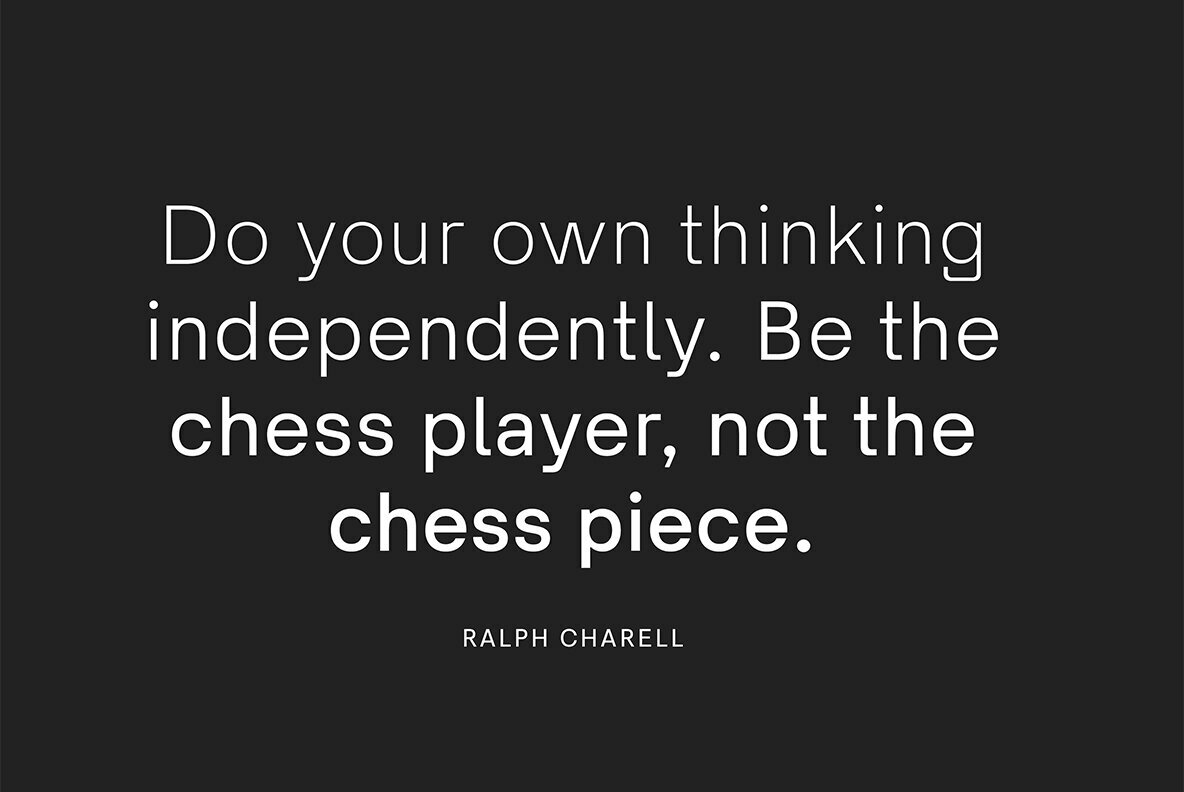 Do your own thinking
independently. Be the
chess player, not the
chess piece.
RALPH CHARELL